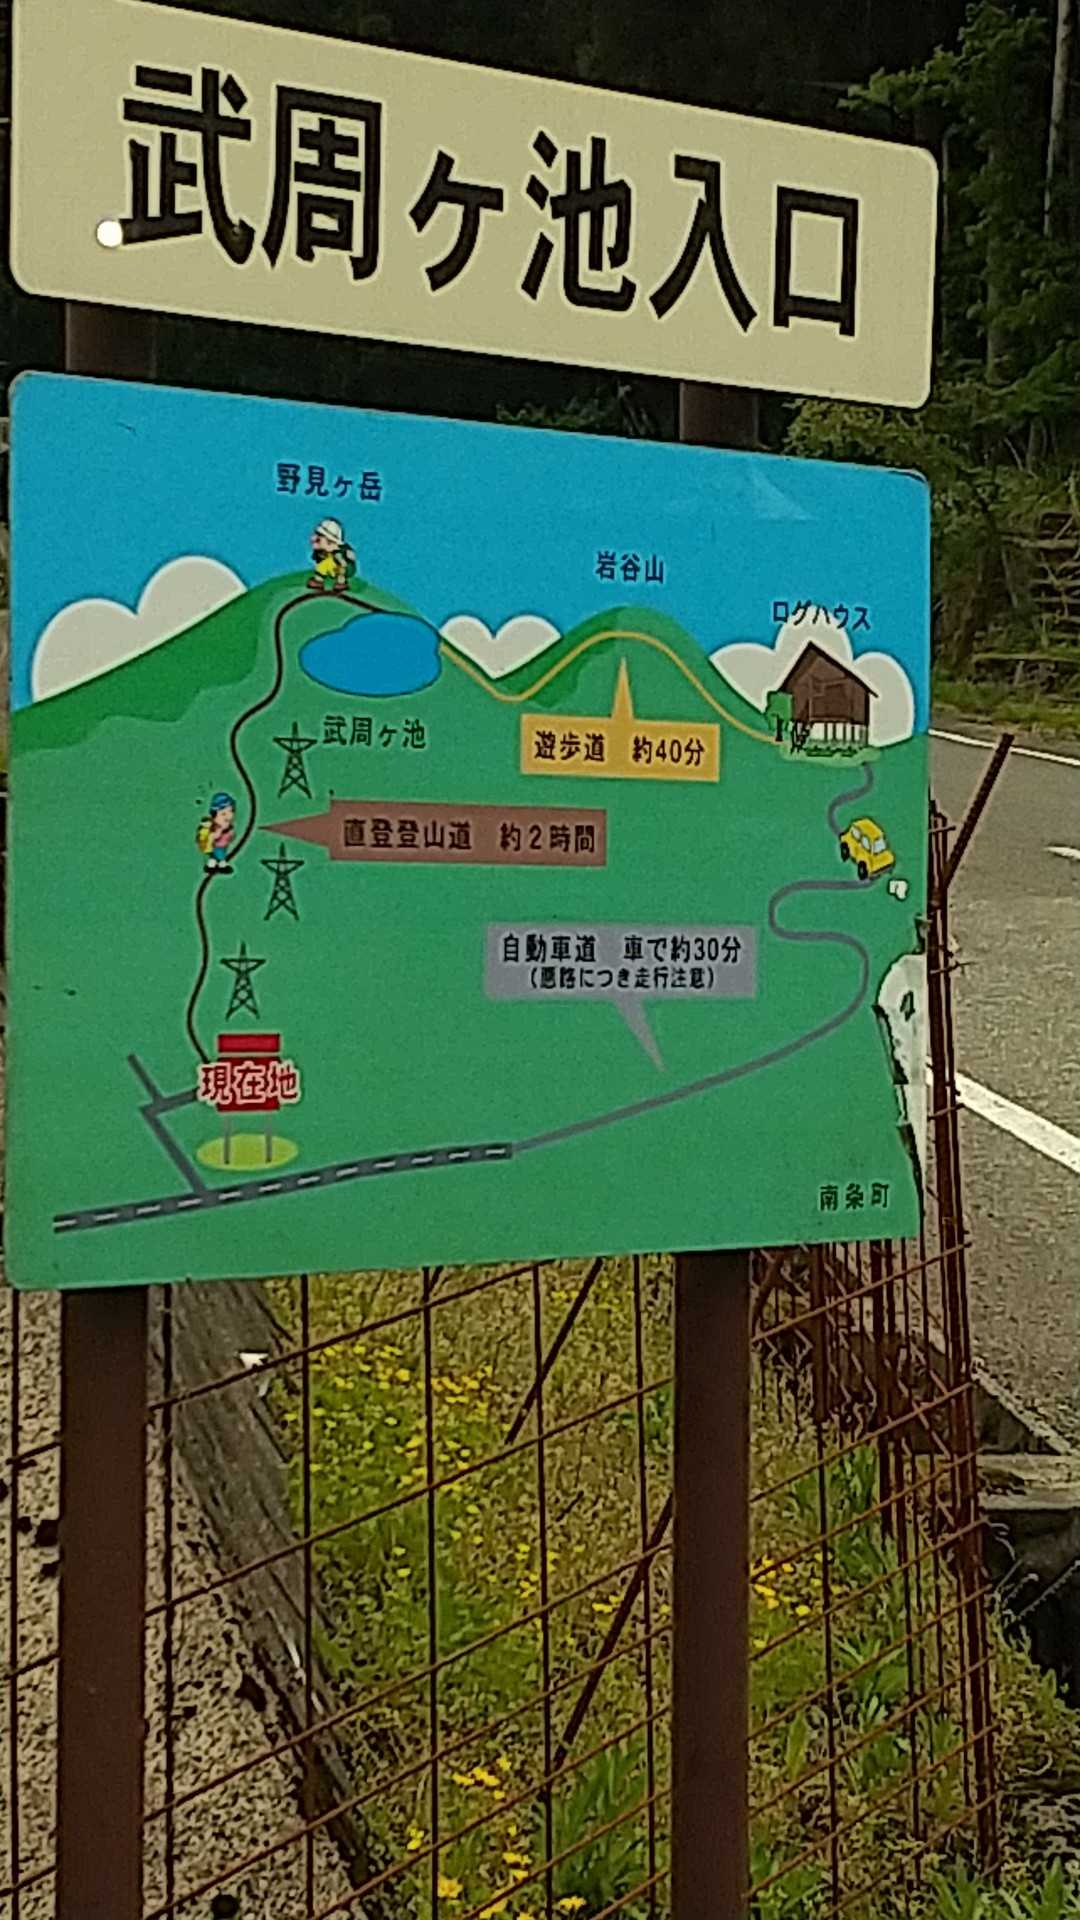 武周ヶ池入口
野見ヶ岳
岩谷山
ログハウス
武周ヶ池
遊歩道　約40分
直登登山道　約2時間
自動車道　車で約30分
(悪路につき走行注意)
現在地
南条町